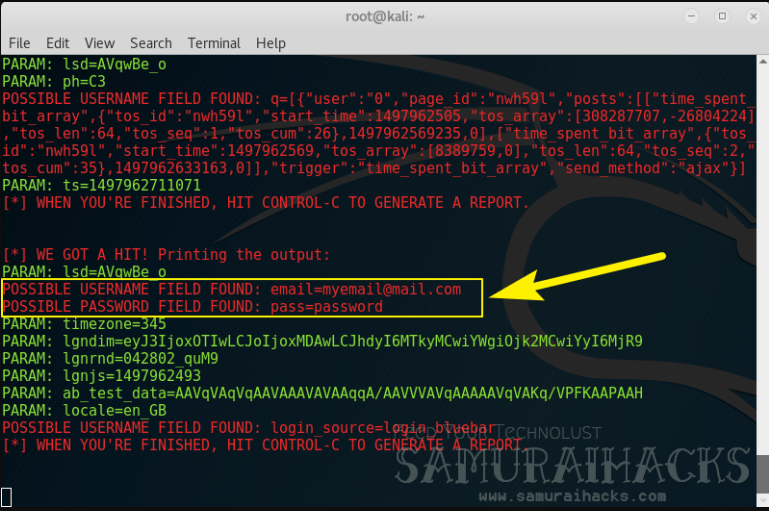 root@kali: ~
File Edit View Search Terminal Help
PARAM: lsd=AVqwBe_o
PARAM: ph=C3
POSSIBLE USERNAME FIELD FOUND: q=[{"user":"0","page_id":"nwh59l","posts":[["time_spent_
bit_array",{"tos_id":"nwh59l","start_time":1497962505,"tos_array":[308287707,-26804224]
,"tos_len":64,"tos_seq":1,"tos_cum":26},1497962569235,0],["time_spent_bit_array",{"tos_
id":"nwh59l","start_time":1497962569,"tos_array":[8389759,0],"tos_len":64,"tos_seq":2,"
tos_cum":35},1497962633163,0]],"trigger":"time_spent_bit_array","send_method":"ajax"}]
PARAM: ts=1497962711071
[*] WHEN YOU'RE FINISHED, HIT CONTROL-C TO GENERATE A REPORT.
[*] WE GOT A HIT! Printing the output:
PARAM: lsd=AVqwBe_o
POSSIBLE USERNAME FIELD FOUND: email=myemail@mail.com
POSSIBLE PASSWORD FIELD FOUND: pass=password
PARAM: timezone=345
PARAM: lgndim=eyJ3IjoxOTIwLCJoIjoxMDAwLCJhdyI6MTkyMCwiYWgiOjk2MCwiYyI6MjR9
PARAM: lgnrnd=042802_quM9
PARAM: lgnjs=1497962493
PARAM: ab_test_data=AAVqVAqVqAAVAAAVAVAAqqA/AAVVVAVqAAAAAVqVAKq/VPFKAAPAAH
PARAM: locale=en_GB
POSSIBLE USERNAME FIELD FOUND: login_source=login_bluebar
[*] WHEN YOU'RE FINISHED, HIT CONTROL-C TO GENERATE A REPORT.
SAMURAIHACKS
www.samuraihacks.com